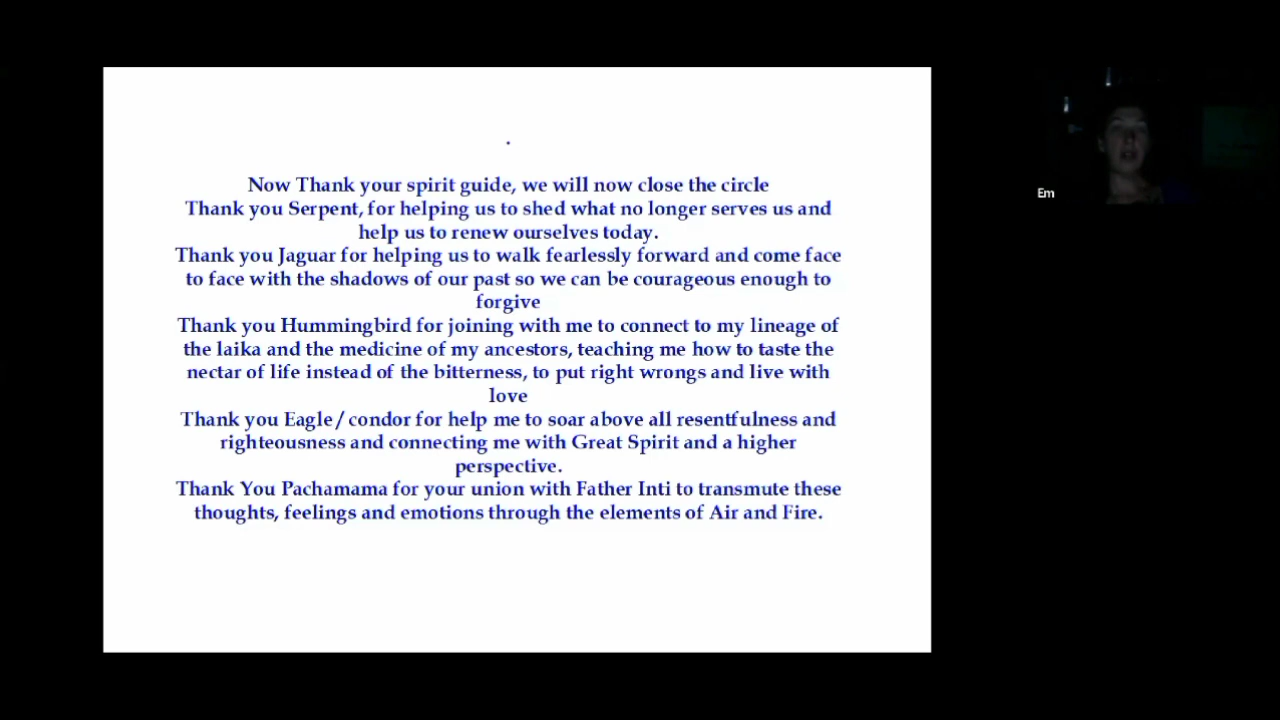 .
Now Thank your spirit guide, we will now close the circle
Thank you Serpent, for helping us to shed what no longer serves us and
help us to renew ourselves today.
Thank you Jaguar for helping us to walk fearlessly forward and come face
to face with the shadows of our past so we can be courageous enough to
forgive
Thank you Hummingbird for joining with me to connect to my lineage of
the laika and the medicine of my ancestors, teaching me how to taste the
nectar of life instead of the bitterness, to put right wrongs and live with
love
Thank you Eagle/condor for help me to soar above all resentfulness and
righteousness and connecting me with Great Spirit and a higher
perspective.
Thank You Pachamama for your union with Father Inti to transmute these
thoughts, feelings and emotions through the elements of Air and Fire.
Em